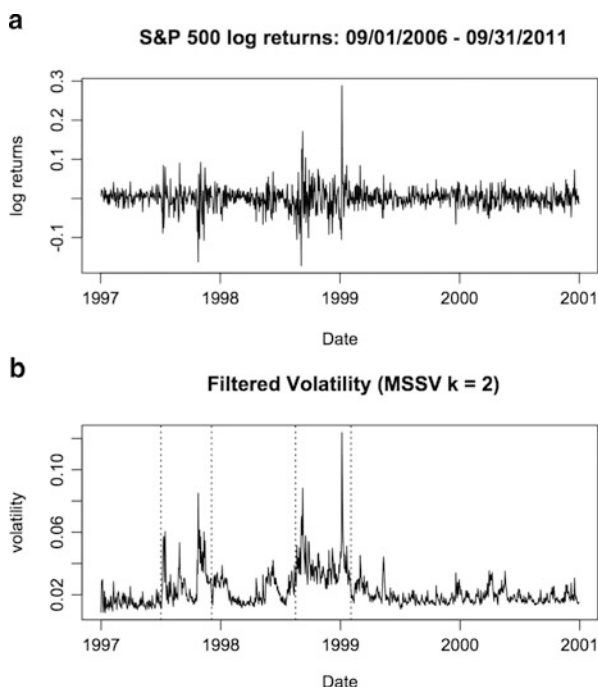 a
S&P 500 log returns: 09/01/2006 - 09/31/2011
log returns
0.3
0.1
-0.1
1997 1998 1999 2000 2001
Date
b
Filtered Volatility (MSSV k = 2)
volatility
0.10
0.06
0.02
1997 1998 1999 2000 2001
Date